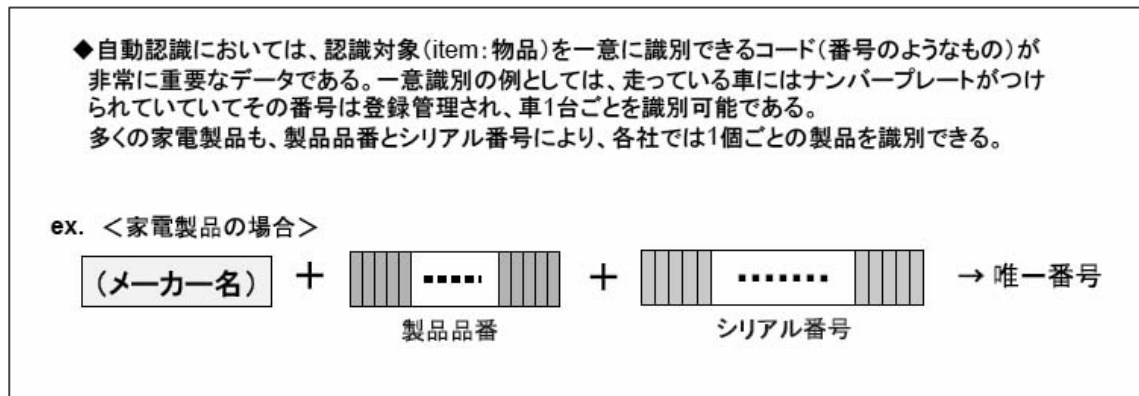 ◆自動認識においては、認識対象(item:物品)を一意に識別できるコード(番号のようなもの)が
非常に重要なデータである。一意識別の例としては、走っている車にはナンバープレートがつけ
られていていてその番号は登録管理され、車1台ごとを識別可能である。
多くの家電製品も、製品品番とシリアル番号により、各社では1個ごとの製品を識別できる。
ex. <家電製品の場合>
(メーカー名) + + → 唯一番号
製品品番 シリアル番号